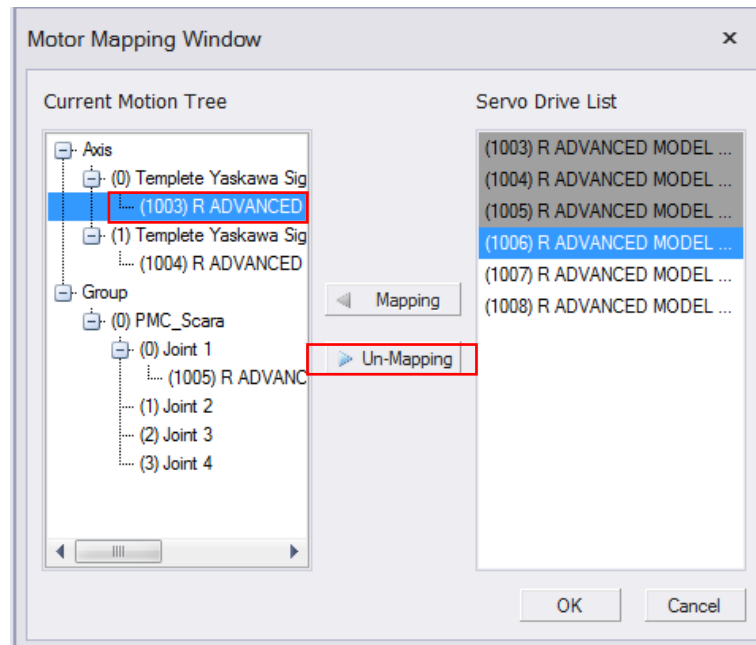 Motor Mapping Window
Current Motion Tree
Axis
(0) Templete Yaskawa Sig
(1003) R ADVANCED
(1) Templete Yaskawa Sig
(1004) R ADVANCED
Group
(0) PMC_Scara
(0) Joint 1
(1005) R ADVANC
(1) Joint 2
(2) Joint 3
(3) Joint 4
Mapping
Un-Mapping
Servo Drive List
(1003) R ADVANCED MODEL ...
(1004) R ADVANCED MODEL ...
(1005) R ADVANCED MODEL ...
(1006) R ADVANCED MODEL ...
(1007) R ADVANCED MODEL ...
(1008) R ADVANCED MODEL ...
OK
Cancel